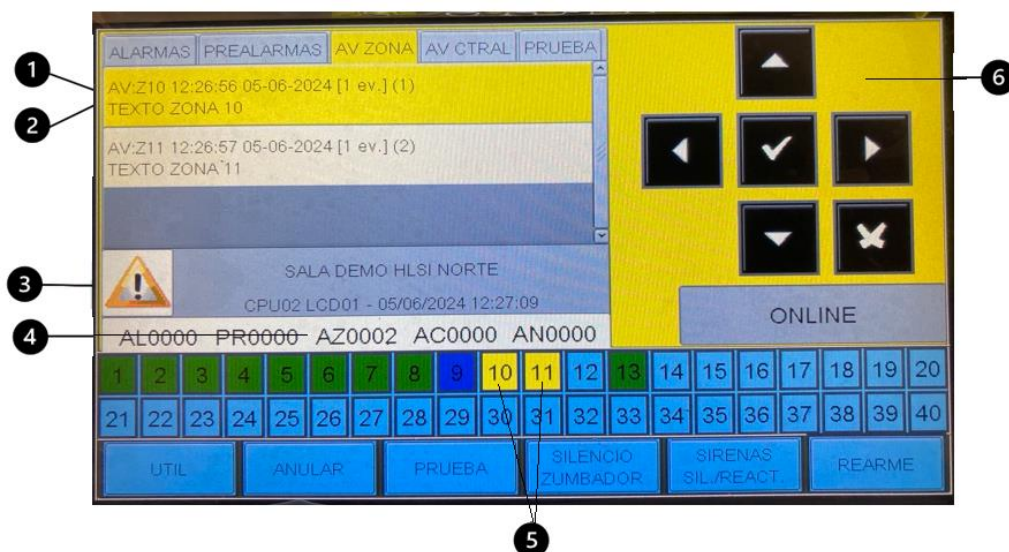 ALARMAS PREALARMAS AV ZONA AV CTRAL PRUEBA
AV:Z10 12:26:56 05-06-2024 [1 ev.] (1)
TEXTO ZONA 10
AV:Z11 12:26:57 05-06-2024 [1 ev.] (2)
TEXTO ZONA`11
SALA DEMO HLSI NORTE
CPU02 LCD01 - 05/06/2024 12:27:09
ONLINE
AL0000 PR0000 AZ0002 AC0000 AN0000
1 2 3 4 5 6 7 8 9 10 11 12 13 14 15 16 17 18 19 20
21 22 23 24 25 26 27 28 29 30 31 32 33 34 35 36 37 38 39 40
UTIL ANULAR PRUEBA SILENCIO ZUMBADOR SIRENAS SIL./REACT. REARME
1
2
3
4
5
6